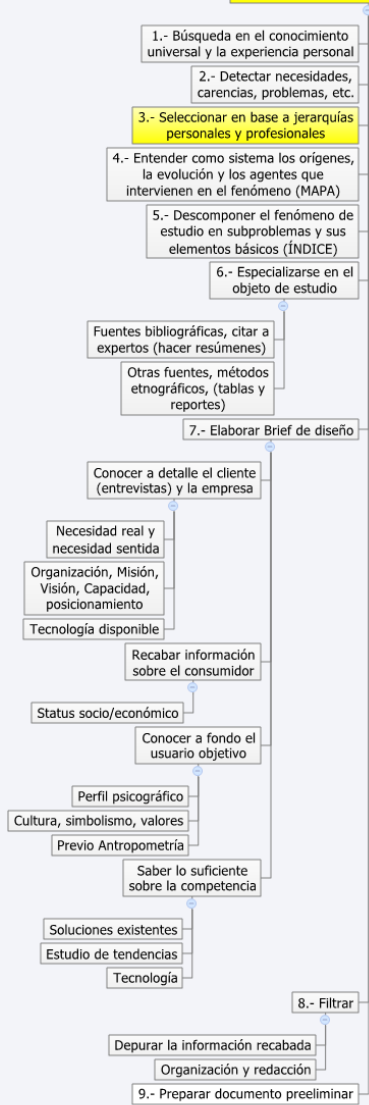 1.- Búsqueda en el conocimiento
universal y la experiencia personal
2.- Detectar necesidades,
carencias, problemas, etc.
3.- Seleccionar en base a jerarquías
personales y profesionales
4.- Entender como sistema los orígenes,
la evolución y los agentes que
intervienen en el fenómeno (MAPA)
5.- Descomponer el fenómeno de
estudio en subproblemas y sus
elementos básicos (ÍNDICE)
6.- Especializarse en el
objeto de estudio
Fuentes bibliográficas, citar a
expertos (hacer resúmenes)
Otras fuentes, métodos
etnográficos, (tablas y
reportes)
7.- Elaborar Brief de diseño
Conocer a detalle el cliente
(entrevistas) y la empresa
Necesidad real y
necesidad sentida
Organización, Misión,
Visión, Capacidad,
posicionamiento
Tecnología disponible
Recabar información
sobre el consumidor
Status socio/económico
Conocer a fondo el
usuario objetivo
Perfil psicográfico
Cultura, simbolismo, valores
Previo Antropometría
Saber lo suficiente
sobre la competencia
Soluciones existentes
Estudio de tendencias
Tecnología
8.- Filtrar
Depurar la información recabada
Organización y redacción
9.- Preparar documento preeliminar